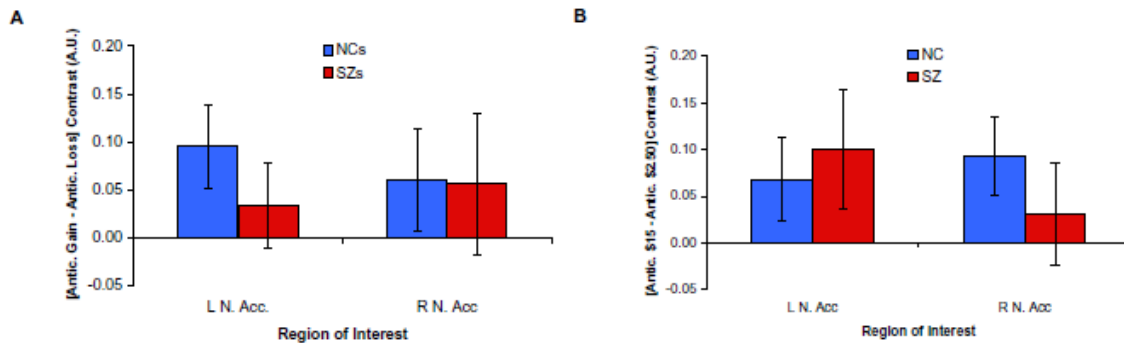 A
[Antic. Gain - Antic. Loss] Contrast (A.U.)
0.20
0.15
0.10
0.05
0.00
-0.05
NCs
SZs
L N. Acc.
R N. Acc
Region of Interest
B
[Antic. $15 - Antic. $2.50] Contrast (A.U.)
0.20
0.15
0.10
0.05
0.00
-0.05
NC
SZ
L N. Acc
R N. Acc
Region of Interest